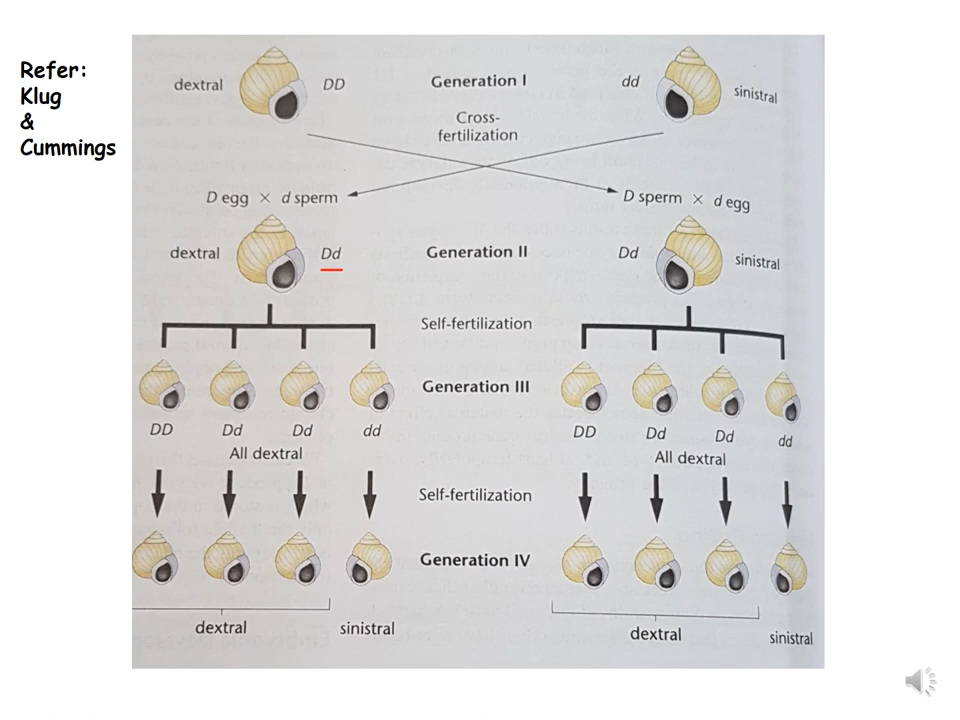 Refer:
Klug
&
Cummings
dextral DD Generation I dd sinistral
Cross-
fertilization
D egg × d sperm D sperm × d egg
dextral Dd Generation II Dd sinistral
Self-fertilization
Generation III
DD Dd Dd dd DD Dd Dd dd
All dextral All dextral
Self-fertilization
Generation IV
dextral sinistral dextral sinistral